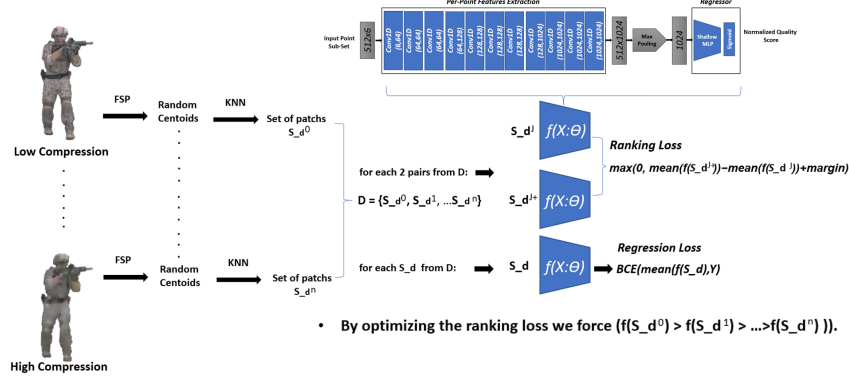 Per-Point Features Extraction
Regressor
Input Point
Sub-Set
512x6
Conv1D
(6,64)
Conv1D
(64,64)
Conv1D
(64,64)
Conv1D
(64,128)
Conv1D
(128,128)
Conv1D
(128,128)
Conv1D
(128,128)
Conv1D
(128,1024)
Conv1D
(1024,1024)
Conv1D
(1024,1024)
Conv1D
(1024,1024)
512x1024
Max
Pooling
1024
Shallow
MLP
Sigmoid
Normalized Quality
Score
FSP
Random
Centoids
KNN
Set of patchs
S_d⁰
Low Compression
S_dʲ
f(X:Θ)
Ranking Loss
max(0, mean(f(S_dʲ⁺))−mean(f(S_dʲ))+margin)
for each 2 pairs from D:
D = {S_d⁰, S_d¹, ...S_dⁿ}
S_dʲ⁺
f(X:Θ)
FSP
Random
Centoids
KNN
Set of patchs
S_dⁿ
for each S_d from D:
S_d
f(X:Θ)
Regression Loss
BCE(mean(f(S_d),Y)
• By optimizing the ranking loss we force (f(S_d⁰) > f(S_d¹) > ...>f(S_dⁿ) )).
High Compression